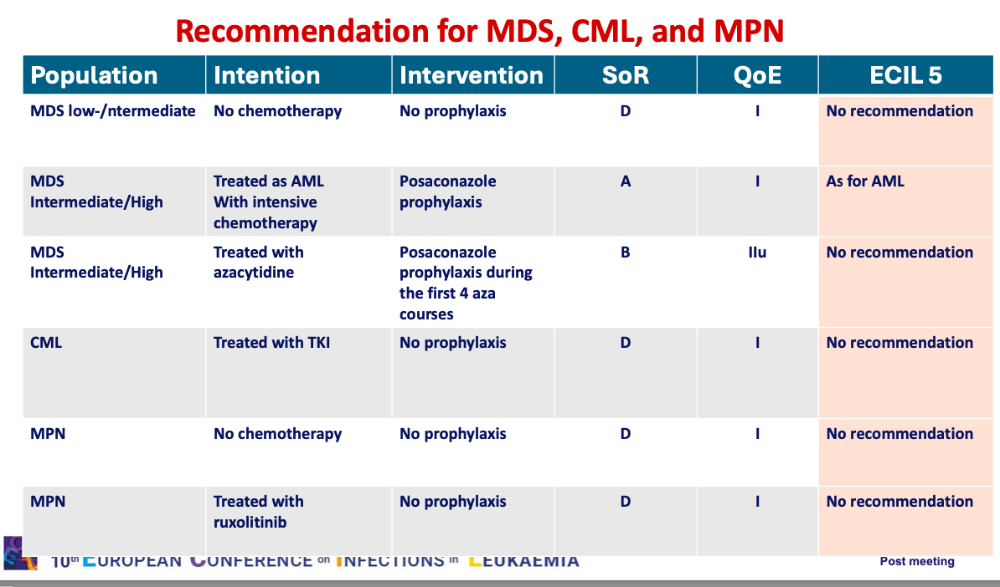 Recommendation for MDS, CML, and MPN
Population Intention Intervention SoR QoE ECIL 5
MDS low-/ntermediate No chemotherapy No prophylaxis D I No recommendation
MDS Treated as AML Posaconazole A I As for AML
Intermediate/High With intensive prophylaxis
chemotherapy
MDS Treated with Posaconazole B IIu No recommendation
Intermediate/High azacytidine prophylaxis during
the first 4 aza
courses
CML Treated with TKI No prophylaxis D I No recommendation
MPN No chemotherapy No prophylaxis D I No recommendation
MPN Treated with No prophylaxis D I No recommendation
ruxolitinib
10th EUROPEAN CONFERENCE on INFECTIONS in LEUKAEMIA Post meeting